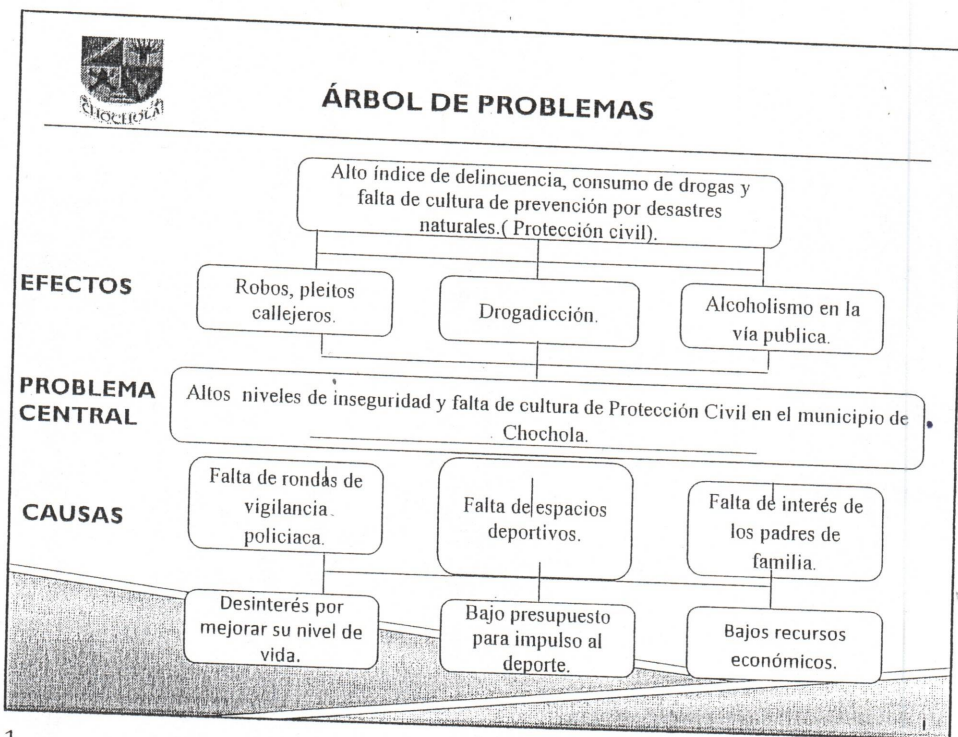 CHOCHOLA
ÁRBOL DE PROBLEMAS
Alto índice de delincuencia, consumo de drogas y
falta de cultura de prevención por desastres
naturales.( Protección civil).
EFECTOS
Robos, pleitos
callejeros.
Drogadicción.
Alcoholismo en la
vía publica.
PROBLEMA
CENTRAL
Altos niveles de inseguridad y falta de cultura de Protección Civil en el municipio de
Chochola.
CAUSAS
Falta de rondas de
vigilancia
policiaca.
Falta de espacios
deportivos.
Falta de interés de
los padres de
familia.
Desinterés por
mejorar su nivel de
vida.
Bajo presupuesto
para impulso al
deporte.
Bajos recursos
económicos.
1